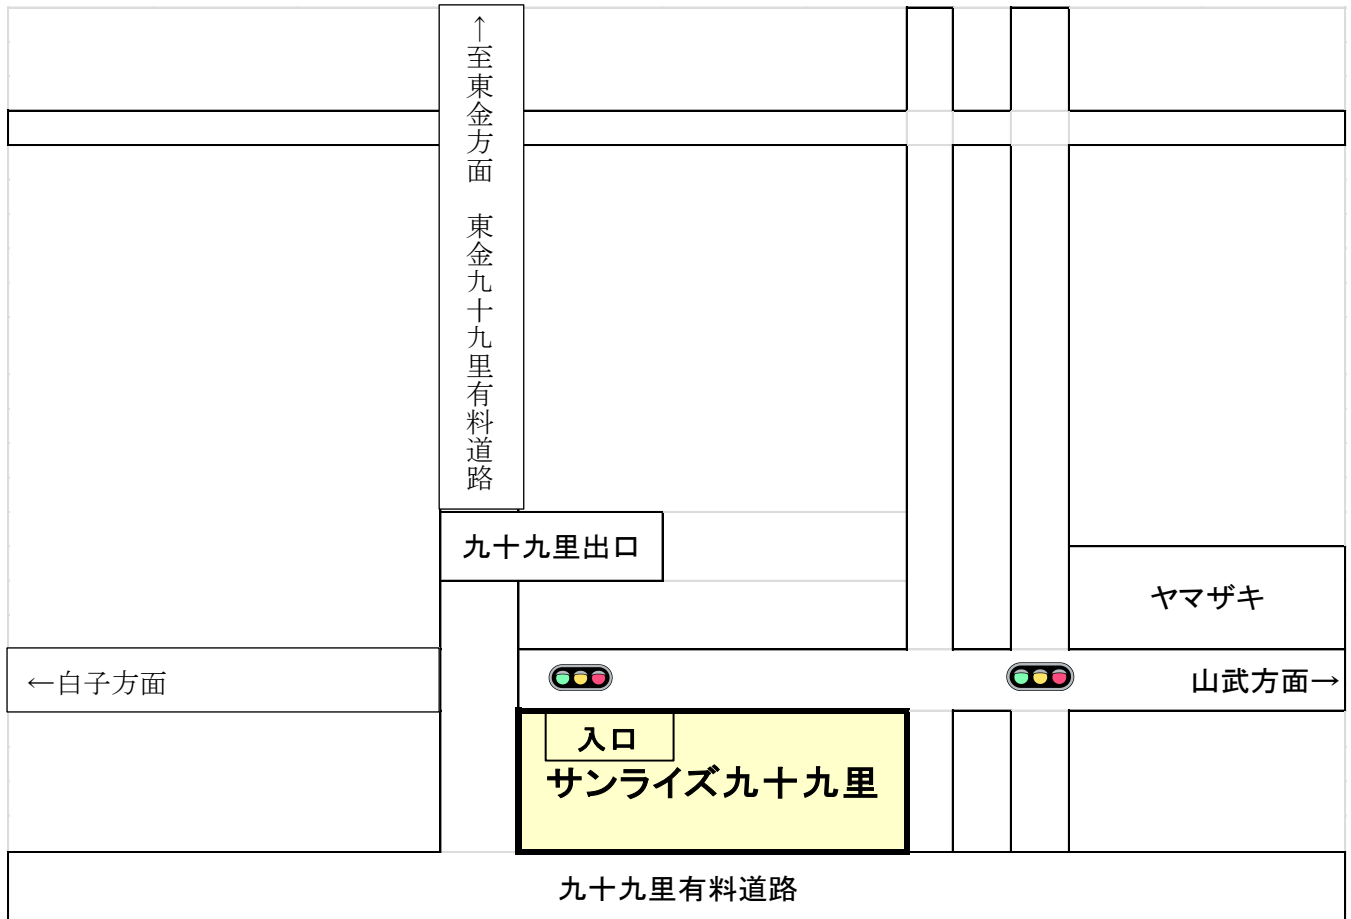 ↑至東金方面　東金九十九里有料道路
九十九里出口
ヤマザキ
←白子方面
山武方面→
入口
サンライズ九十九里
九十九里有料道路